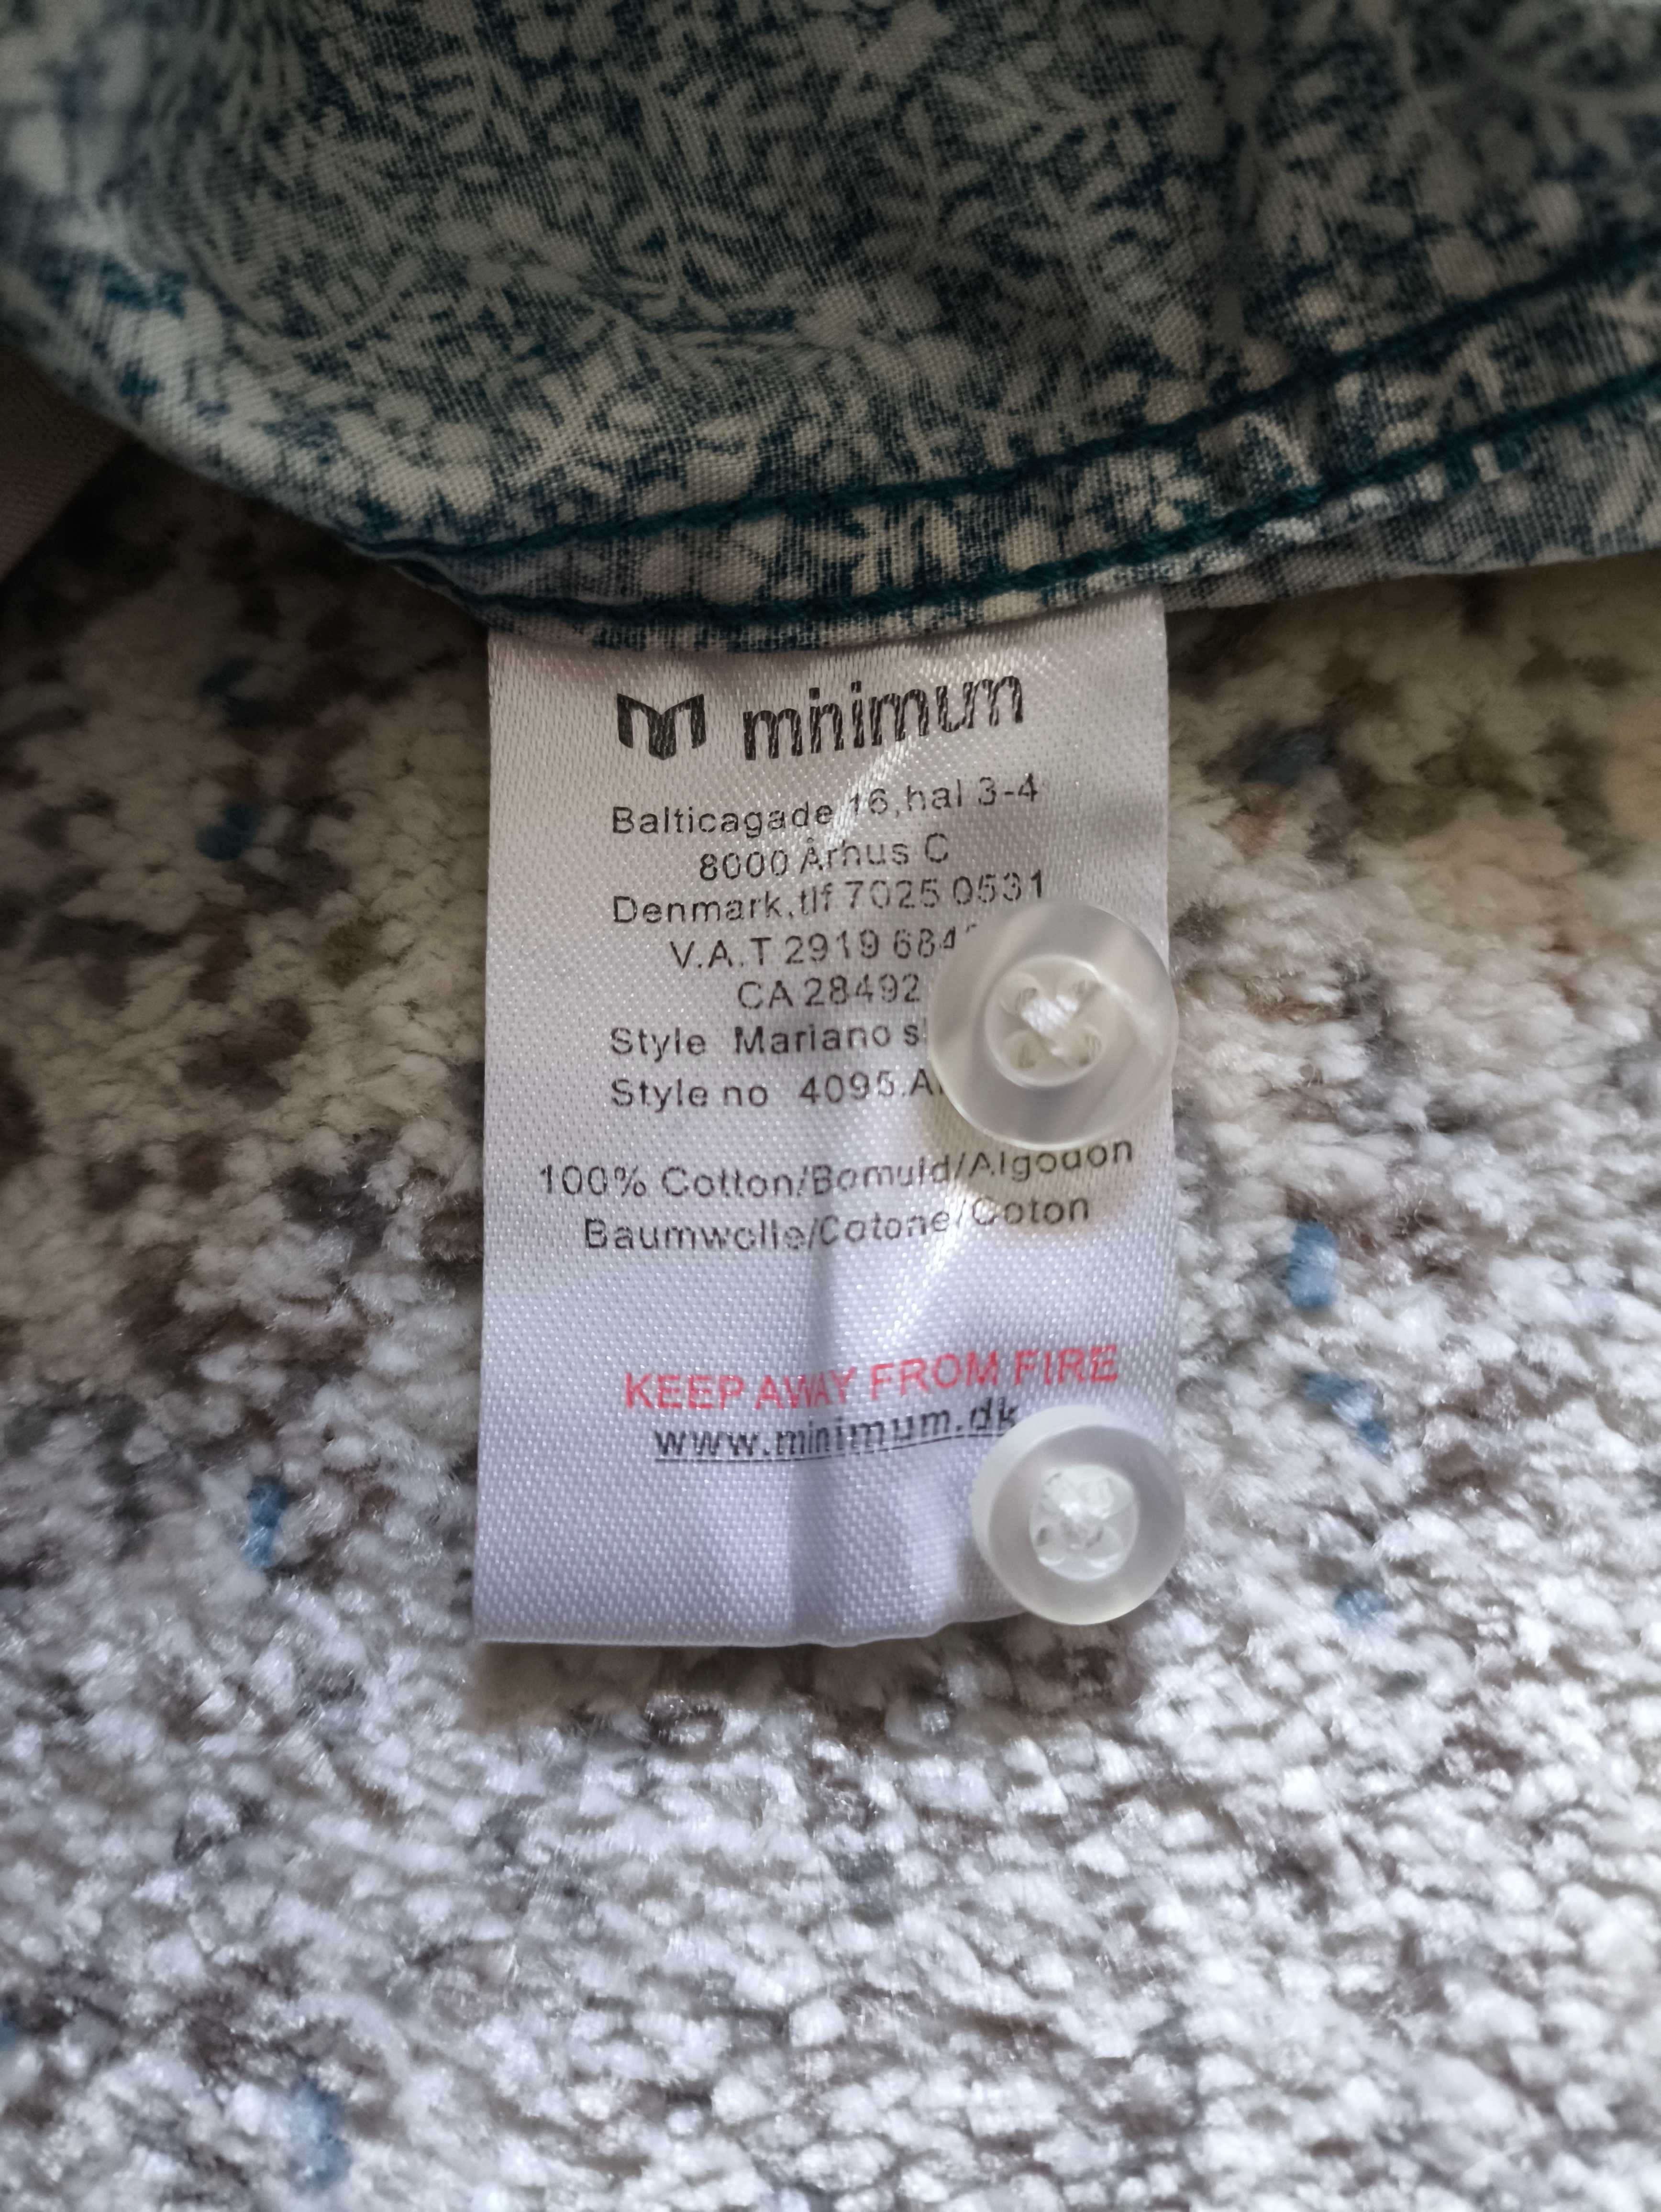 minimum
Balticagade 16,hal 3-4
8000 Århus C
Denmark,tlf 7025 0531
V.A.T 2919
CA 28492
Style Mariano
Style no 4095
100% Cotton/Bomuld/Algodon
Baumwolle/Cotone/Coton
KEEP AWAY FROM FIRE
www.minimum.dk